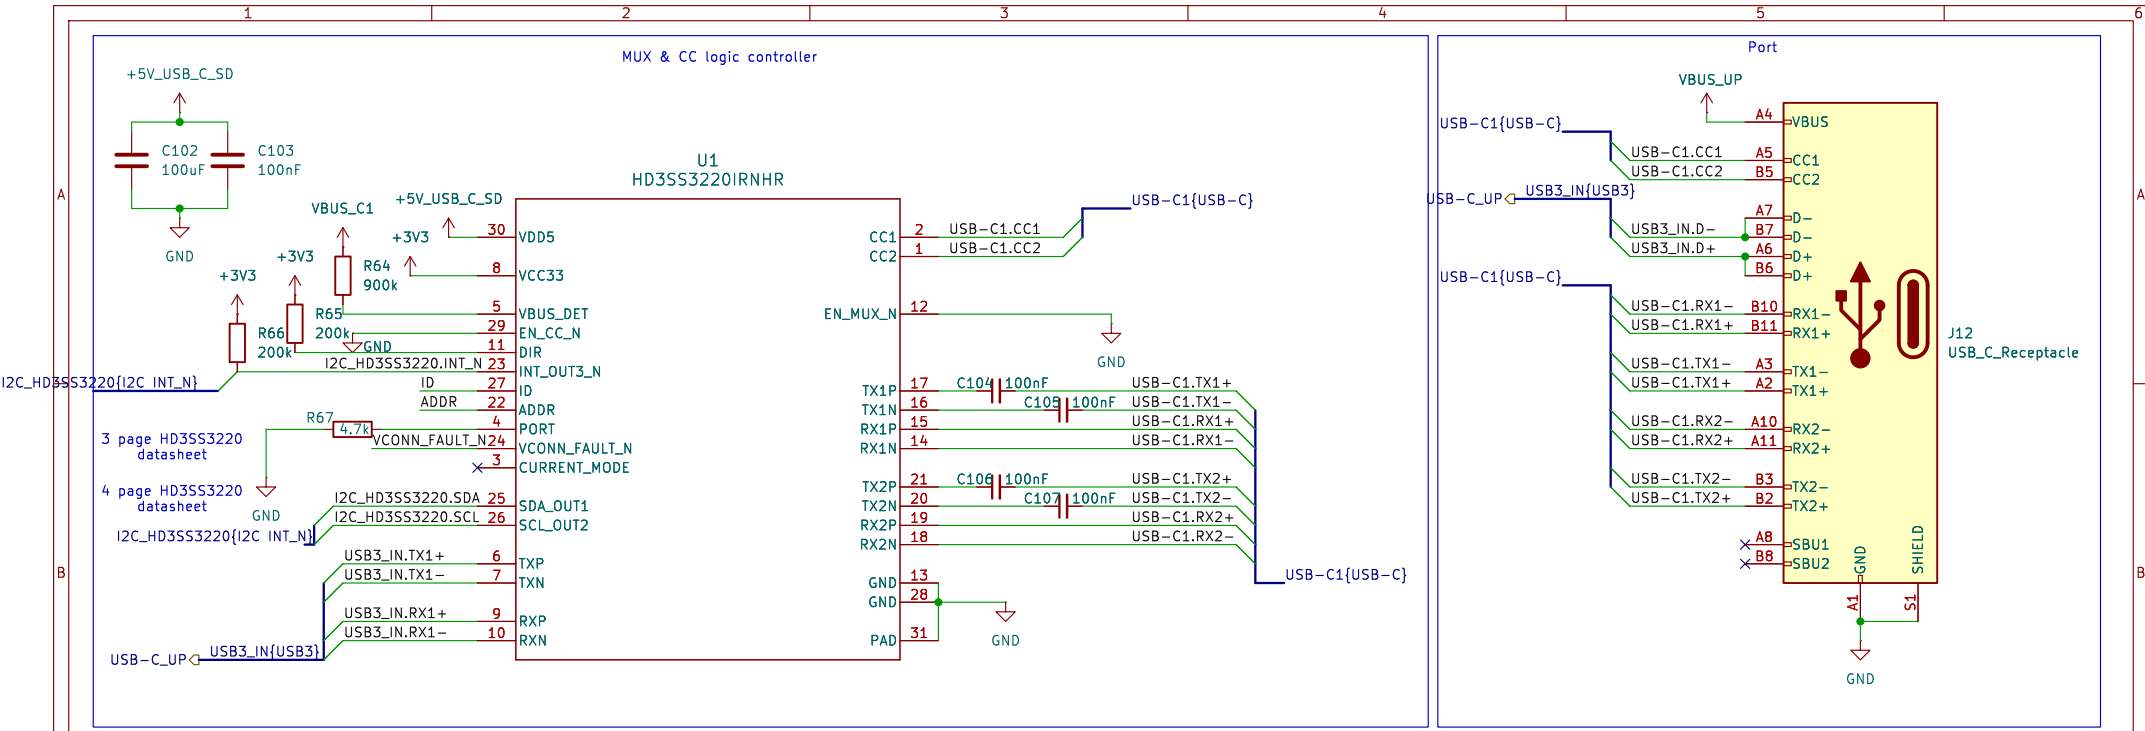 1
2
3
4
5
6
A
B
A
B
MUX & CC logic controller
+5V_USB_C_SD
C102
100uF
C103
100nF
GND
VBUS_C1
+5V_USB_C_SD
+3V3
+3V3
+3V3
R64
900k
R65
200k
R66
200k
GND
I2C_HD3SS3220.INT_N
I2C_HD3SS3220{I2C INT_N}
ID
ADDR
R67
4.7k
VCONN_FAULT_N
3 page HD3SS3220
datasheet
4 page HD3SS3220
datasheet
GND
I2C_HD3SS3220.SDA
I2C_HD3SS3220.SCL
I2C_HD3SS3220{I2C INT_N}
USB3_IN.TX1+
USB3_IN.TX1-
USB3_IN.RX1+
USB3_IN.RX1-
USB3_IN{USB3}
USB-C_UP
U1
HD3SS3220IRNHR
30 VDD5
8 VCC33
5 VBUS_DET
29 EN_CC_N
11 DIR
23 INT_OUT3_N
27 ID
22 ADDR
4 PORT
24 VCONN_FAULT_N
3 CURRENT_MODE
25 SDA_OUT1
26 SCL_OUT2
6 TXP
7 TXN
9 RXP
10 RXN
CC1 2 USB-C1.CC1
CC2 1 USB-C1.CC2
USB-C1{USB-C}
EN_MUX_N 12
GND
TX1P 17 C104 100nF USB-C1.TX1+
TX1N 16 C105 100nF USB-C1.TX1-
RX1P 15 USB-C1.RX1+
RX1N 14 USB-C1.RX1-
TX2P 21 C106 100nF USB-C1.TX2+
TX2N 20 C107 100nF USB-C1.TX2-
RX2P 19 USB-C1.RX2+
RX2N 18 USB-C1.RX2-
USB-C1{USB-C}
GND 13
GND 28
PAD 31
GND
Port
VBUS_UP
USB-C1{USB-C}
USB-C1.CC1
USB-C1.CC2
USB-C_UP
USB3_IN{USB3}
USB3_IN.D-
USB3_IN.D+
USB-C1{USB-C}
USB-C1.RX1-
USB-C1.RX1+
USB-C1.TX1-
USB-C1.TX1+
USB-C1.RX2-
USB-C1.RX2+
USB-C1.TX2-
USB-C1.TX2+
A4 VBUS
A5 CC1
B5 CC2
A7 D-
B7 D-
A6 D+
B6 D+
B10 RX1-
B11 RX1+
A3 TX1-
A2 TX1+
A10 RX2-
A11 RX2+
B3 TX2-
B2 TX2+
A8 SBU1
B8 SBU2
GND
SHIELD
A1
S1
J12
USB_C_Receptacle
GND